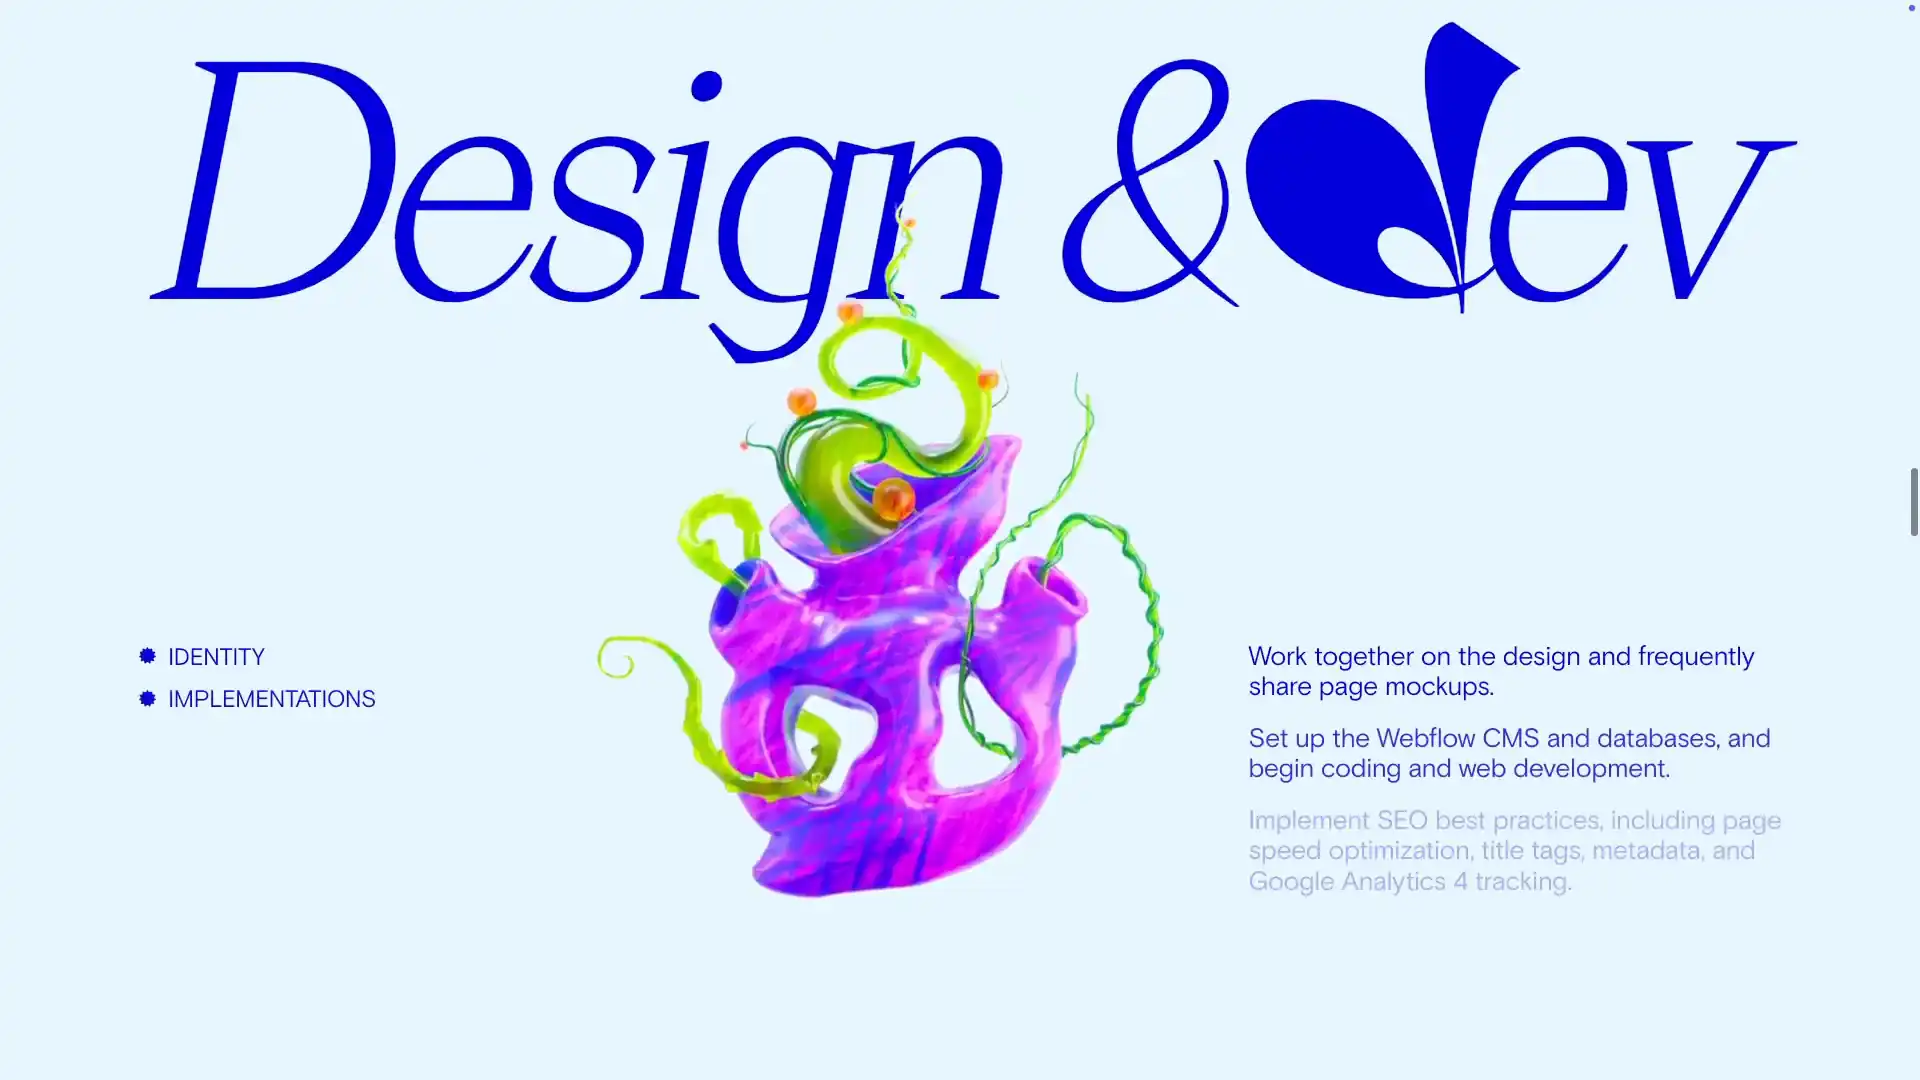 Design & dev
IDENTITY
IMPLEMENTATIONS
Work together on the design and frequently
share page mockups.
Set up the Webflow CMS and databases, and
begin coding and web development.
Implement SEO best practices, including page
speed optimization, title tags, metadata, and
Google Analytics 4 tracking.